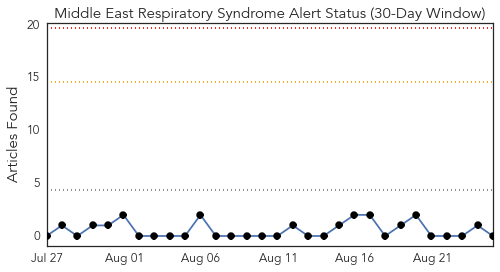 Middle East Respiratory Syndrome Alert Status (30-Day Window)
Articles Found
20
15
10
5
0
Jul 27 Aug 01 Aug 06 Aug 11 Aug 16 Aug 21